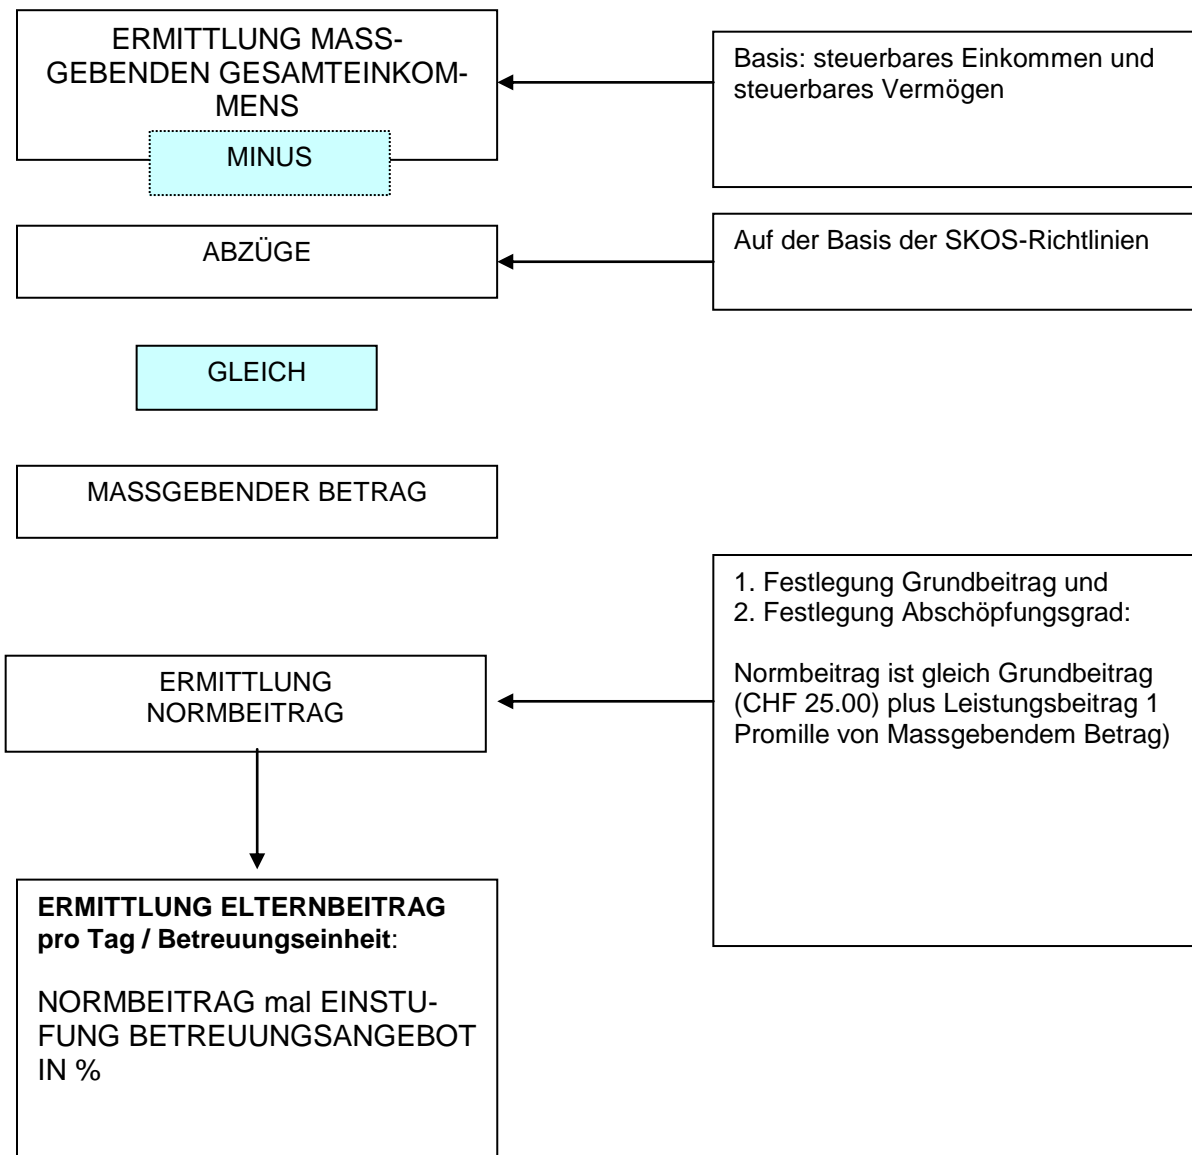 ERMITTLUNG MASS-
GEBENDEN GESAMTEINKOM-
MENS
Basis: steuerbares Einkommen und
steuerbares Vermögen
MINUS
ABZÜGE
Auf der Basis der SKOS-Richtlinien
GLEICH
MASSGEBENDER BETRAG
1. Festlegung Grundbeitrag und
2. Festlegung Abschöpfungsgrad:
Normbeitrag ist gleich Grundbeitrag
(CHF 25.00) plus Leistungsbeitrag 1
Promille von Massgebendem Betrag)
ERMITTLUNG
NORMBEITRAG
ERMITTLUNG ELTERNBEITRAG
pro Tag / Betreuungseinheit:
NORMBEITRAG mal EINSTU-
FUNG BETREUUNGSANGEBOT
IN %